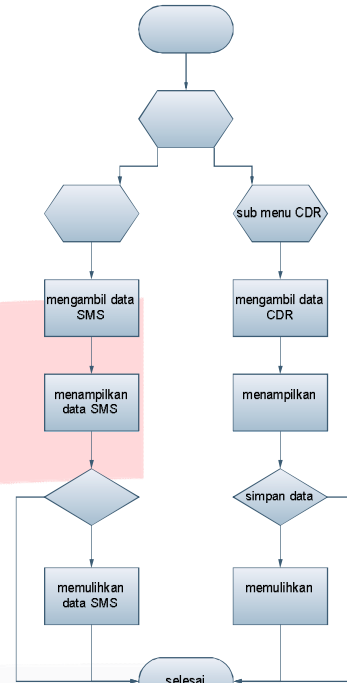 sub menu CDR
mengambil data
SMS
mengambil data
CDR
menampilkan
data SMS
menampilkan
simpan data
memulihkan
data SMS
memulihkan
selesai